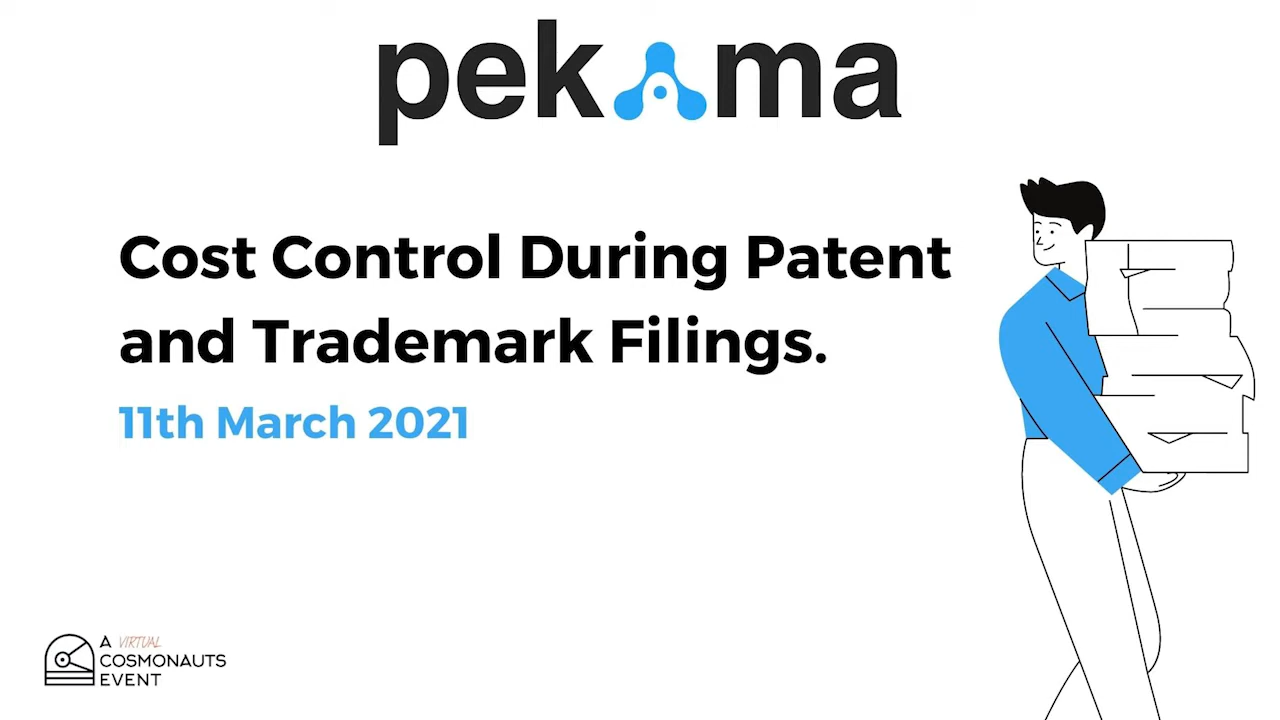 pekama
Cost Control During Patent
and Trademark Filings.
11th March 2021
A VIRTUAL
COSMONAUTS
EVENT